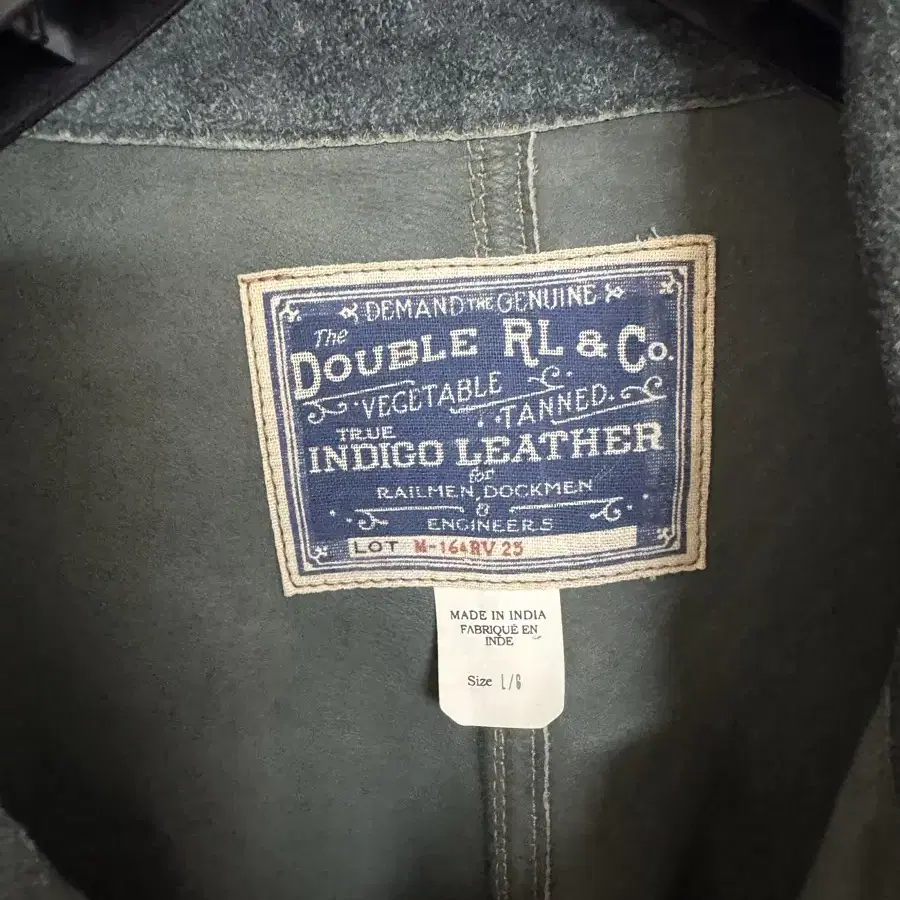 DEMAND THE GENUINE
The
DOUBLE RL & Co.
VEGETABLE
TANNED
TRUE
INDIGO LEATHER
for
RAILMEN, DOCKMEN
&
ENGINEERS
LOT M-164RV 25
MADE IN INDIA
FABRIQUÉ EN
INDE
Size L/G